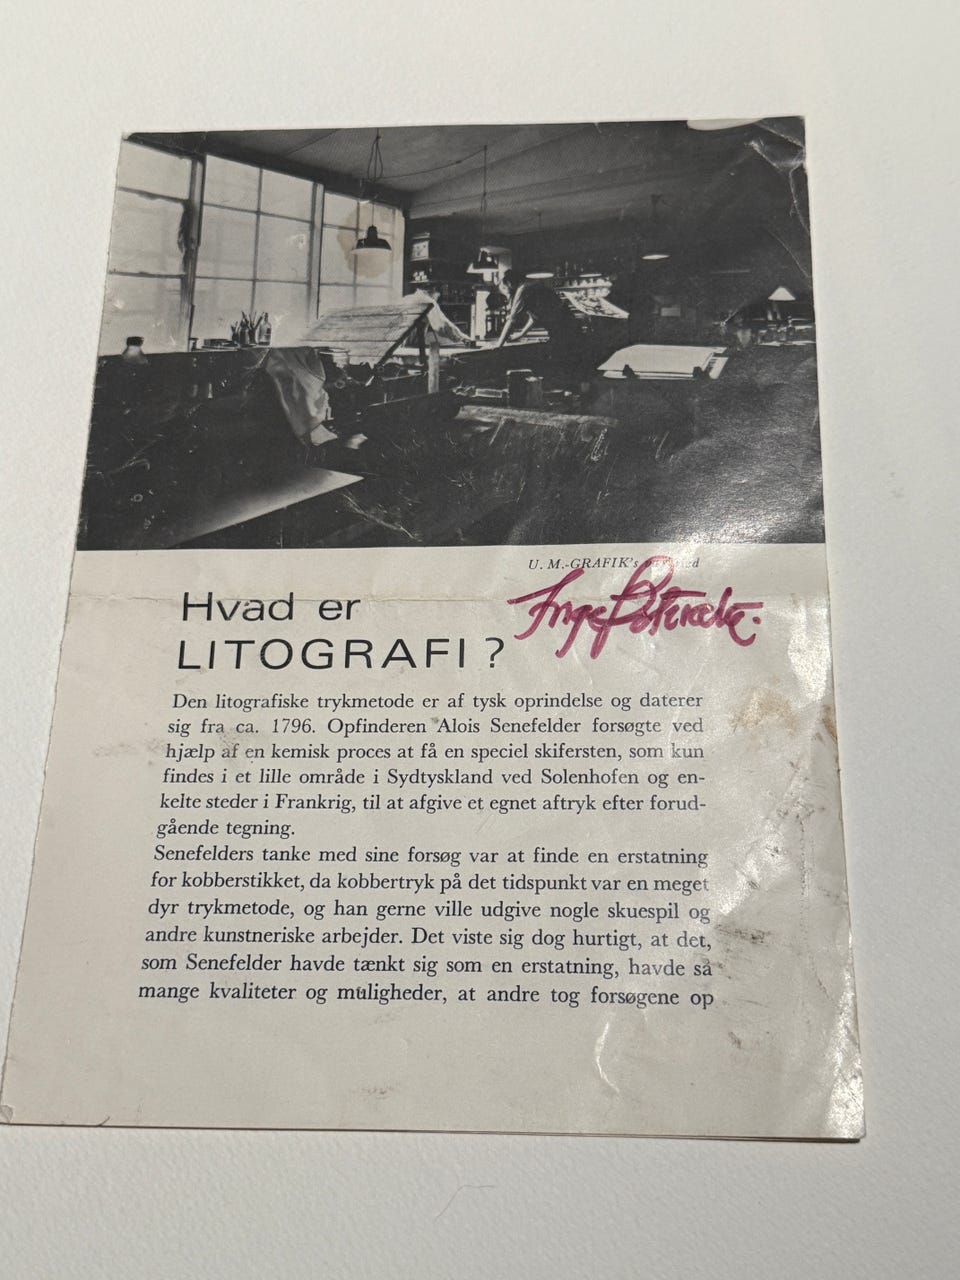 U. M.-GRAFIK's
Hvad er
LITOGRAFI ?
Inge
Den litografiske trykmetode er af tysk oprindelse og daterer
sig fra ca. 1796. Opfinderen Alois Senefelder forsøgte ved
hjælp af en kemisk proces at få en speciel skifersten, som kun
findes i et lille område i Sydtyskland ved Solenhofen og en-
kelte steder i Frankrig, til at afgive et egnet aftryk efter forud-
gående tegning.
Senefelders tanke med sine forsøg var at finde en erstatning
for kobberstikket, da kobbertryk på det tidspunkt var en meget
dyr trykmetode, og han gerne ville udgive nogle skuespil og
andre kunstneriske arbejder. Det viste sig dog hurtigt, at det,
som Senefelder havde tænkt sig som en erstatning, havde så
mange kvaliteter og muligheder, at andre tog forsøgene op